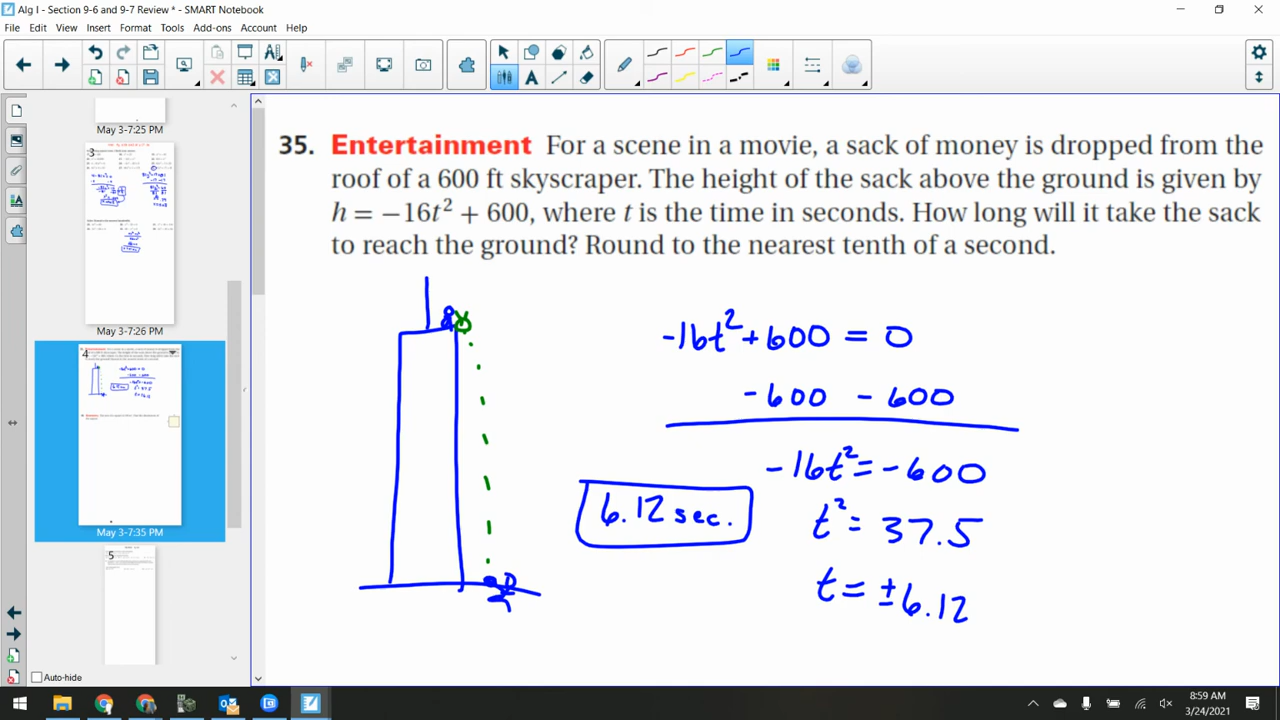 Alg I - Section 9-6 and 9-7 Review * - SMART Notebook
File Edit View Insert Format Tools Add-ons Account Help
May 3-7:25 PM
3
May 3-7:26 PM
4
May 3-7:35 PM
5
Auto-hide
35. Entertainment For a scene in a movie, a sack of money is dropped from the
roof of a 600 ft skyscraper. The height of the sack above the ground is given by
h = −16t² + 600, where t is the time in seconds. How long will it take the sack
to reach the ground? Round to the nearest tenth of a second.
-16t² + 600 = 0
-600 - 600
-16t² = -600
6.12 sec.
t² = 37.5
t = ±6.12
8:59 AM
3/24/2021